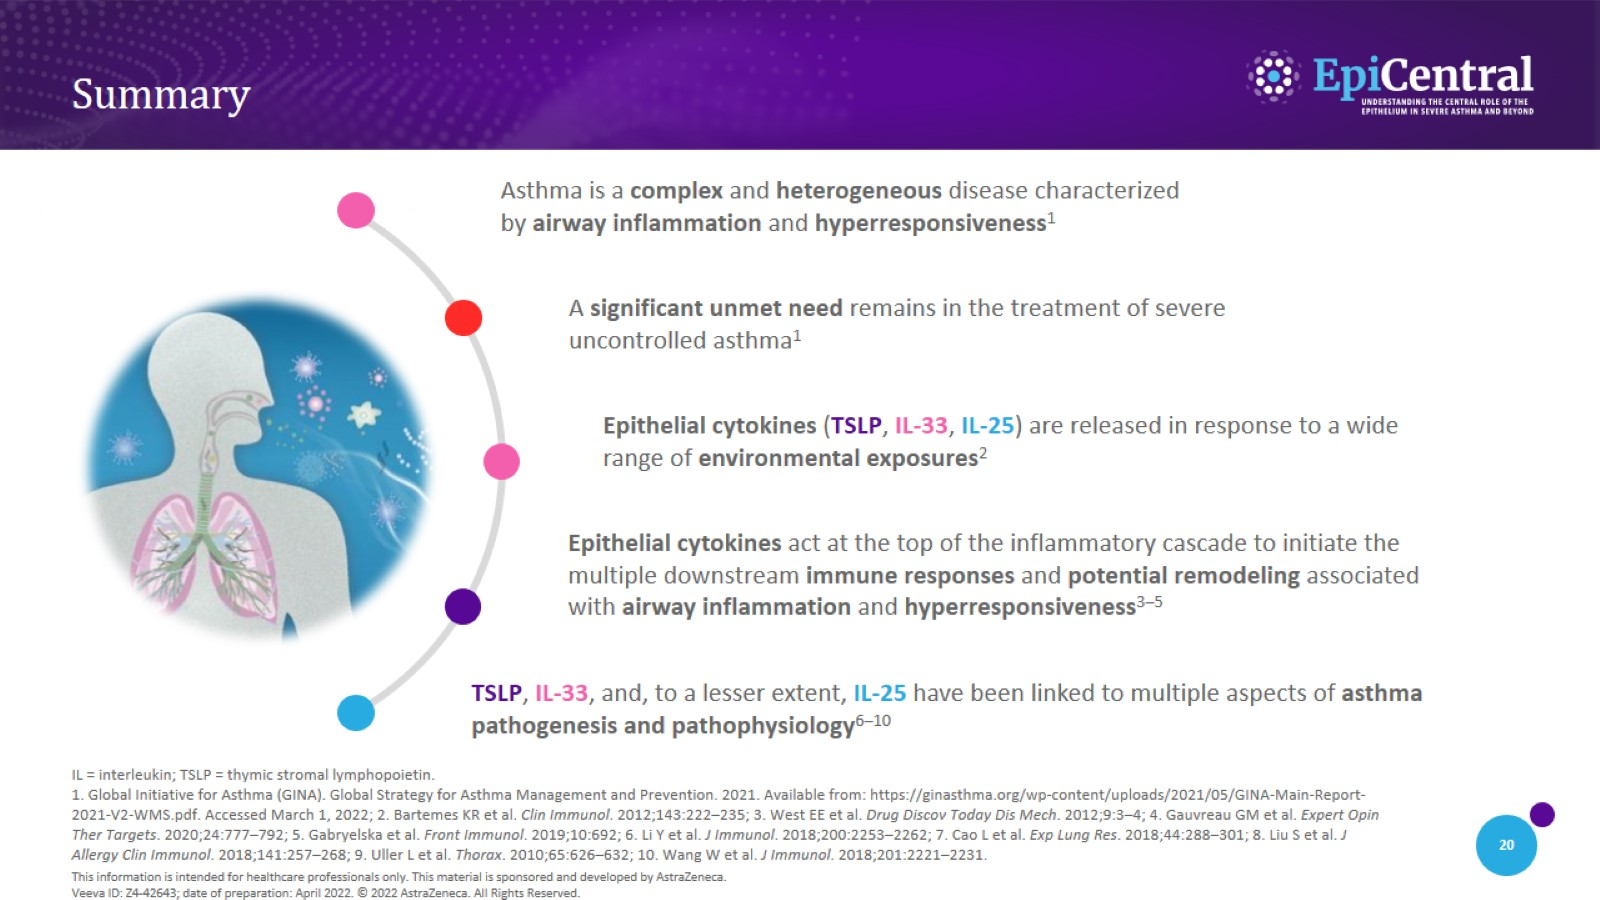 Summary
EpiCentral
UNDERSTANDING THE CENTRAL ROLE OF THE
EPITHELIUM IN SEVERE ASTHMA AND BEYOND
Asthma is a complex and heterogeneous disease characterized
by airway inflammation and hyperresponsiveness1
A significant unmet need remains in the treatment of severe
uncontrolled asthma1
Epithelial cytokines (TSLP, IL-33, IL-25) are released in response to a wide
range of environmental exposures2
Epithelial cytokines act at the top of the inflammatory cascade to initiate the
multiple downstream immune responses and potential remodeling associated
with airway inflammation and hyperresponsiveness3–5
TSLP, IL-33, and, to a lesser extent, IL-25 have been linked to multiple aspects of asthma
pathogenesis and pathophysiology6–10
IL = interleukin; TSLP = thymic stromal lymphopoietin.
1. Global Initiative for Asthma (GINA). Global Strategy for Asthma Management and Prevention. 2021. Available from: https://ginasthma.org/wp-content/uploads/2021/05/GINA-Main-Report-
2021-V2-WMS.pdf. Accessed March 1, 2022; 2. Bartemes KR et al. Clin Immunol. 2012;143:222–235; 3. West EE et al. Drug Discov Today Dis Mech. 2012;9:3–4; 4. Gauvreau GM et al. Expert Opin
Ther Targets. 2020;24:777–792; 5. Gabryelska et al. Front Immunol. 2019;10:692; 6. Li Y et al. J Immunol. 2018;200:2253–2262; 7. Cao L et al. Exp Lung Res. 2018;44:288–301; 8. Liu S et al. J
Allergy Clin Immunol. 2018;141:257–268; 9. Uller L et al. Thorax. 2010;65:626–632; 10. Wang W et al. J Immunol. 2018;201:2221–2231.
This information is intended for healthcare professionals only. This material is sponsored and developed by AstraZeneca.
Veeva ID: Z4-42643; date of preparation: April 2022. © 2022 AstraZeneca. All Rights Reserved.
20